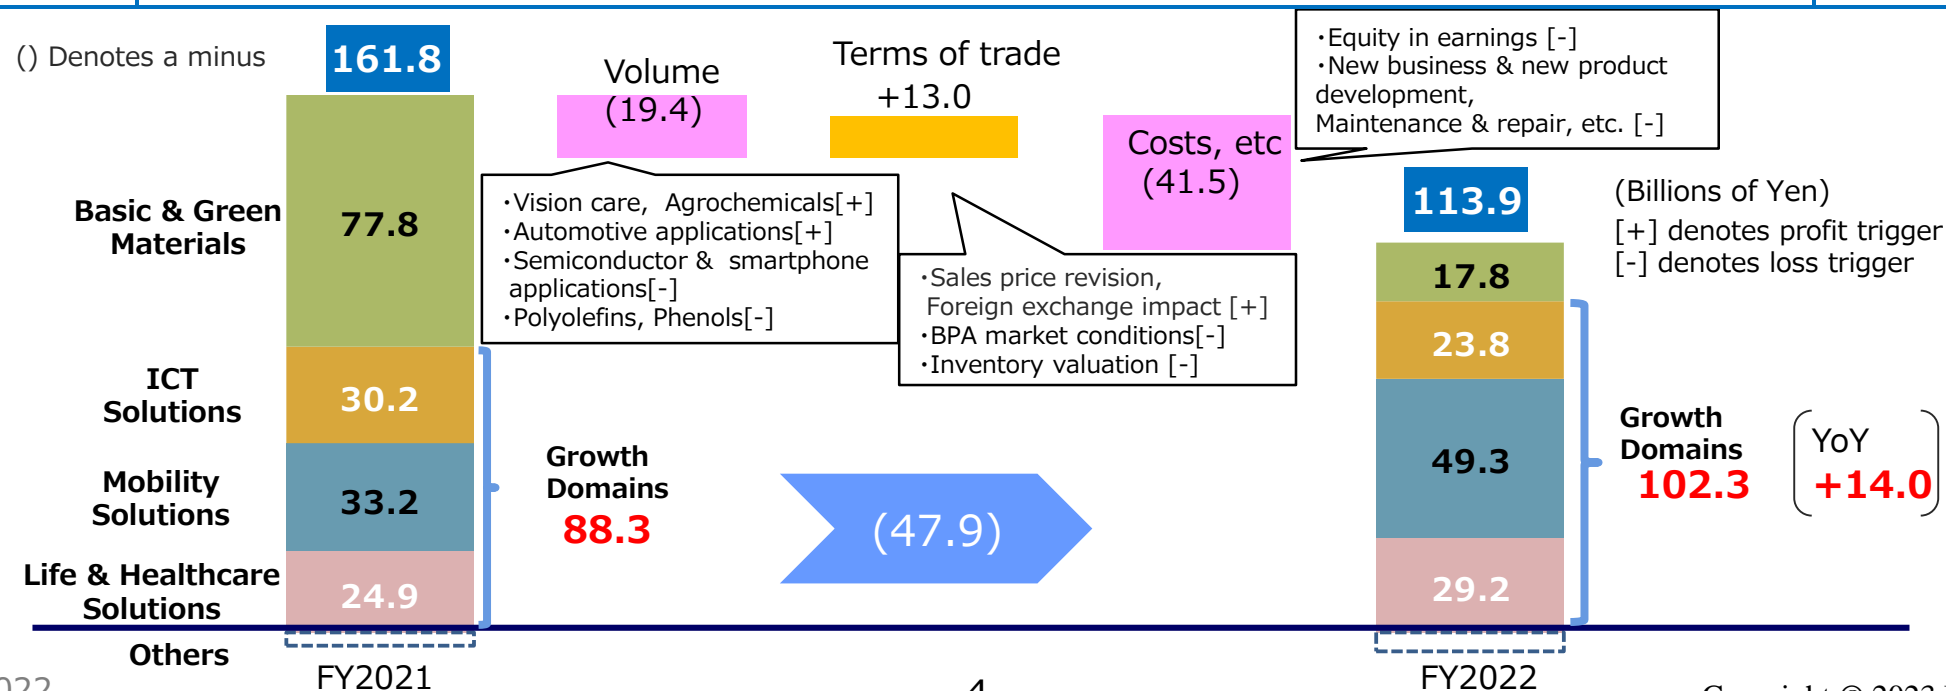 () Denotes a minus
161.8
Volume
(19.4)
Terms of trade
+13.0
Costs, etc
(41.5)
・Equity in earnings [-]
・New business & new product
development,
Maintenance & repair, etc. [-]
113.9
(Billions of Yen)
[+] denotes profit trigger
[-] denotes loss trigger
・Vision care, Agrochemicals[+]
・Automotive applications[+]
・Semiconductor & smartphone
applications[-]
・Polyolefins, Phenols[-]
・Sales price revision,
Foreign exchange impact [+]
・BPA market conditions[-]
・Inventory valuation [-]
Basic & Green
Materials
77.8
17.8
ICT
Solutions
30.2
23.8
Mobility
Solutions
33.2
49.3
Life & Healthcare
Solutions
24.9
29.2
Growth
Domains
88.3
(47.9)
Growth
Domains
102.3
YoY
+14.0
Others
FY2021
FY2022